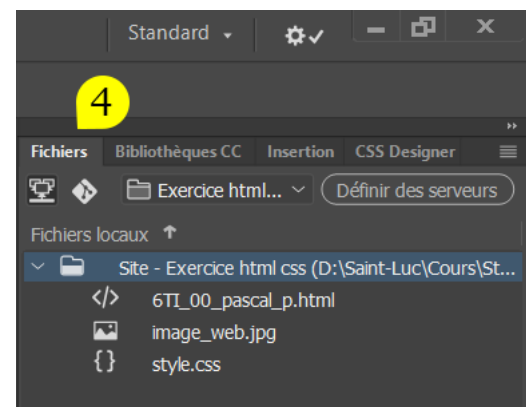 Standard
4
Fichiers Bibliothèques CC Insertion CSS Designer
Exercice html... Définir des serveurs
Fichiers locaux
Site - Exercice html css (D:\Saint-Luc\Cours\St...
6TI_00_pascal_p.html
image_web.jpg
style.css